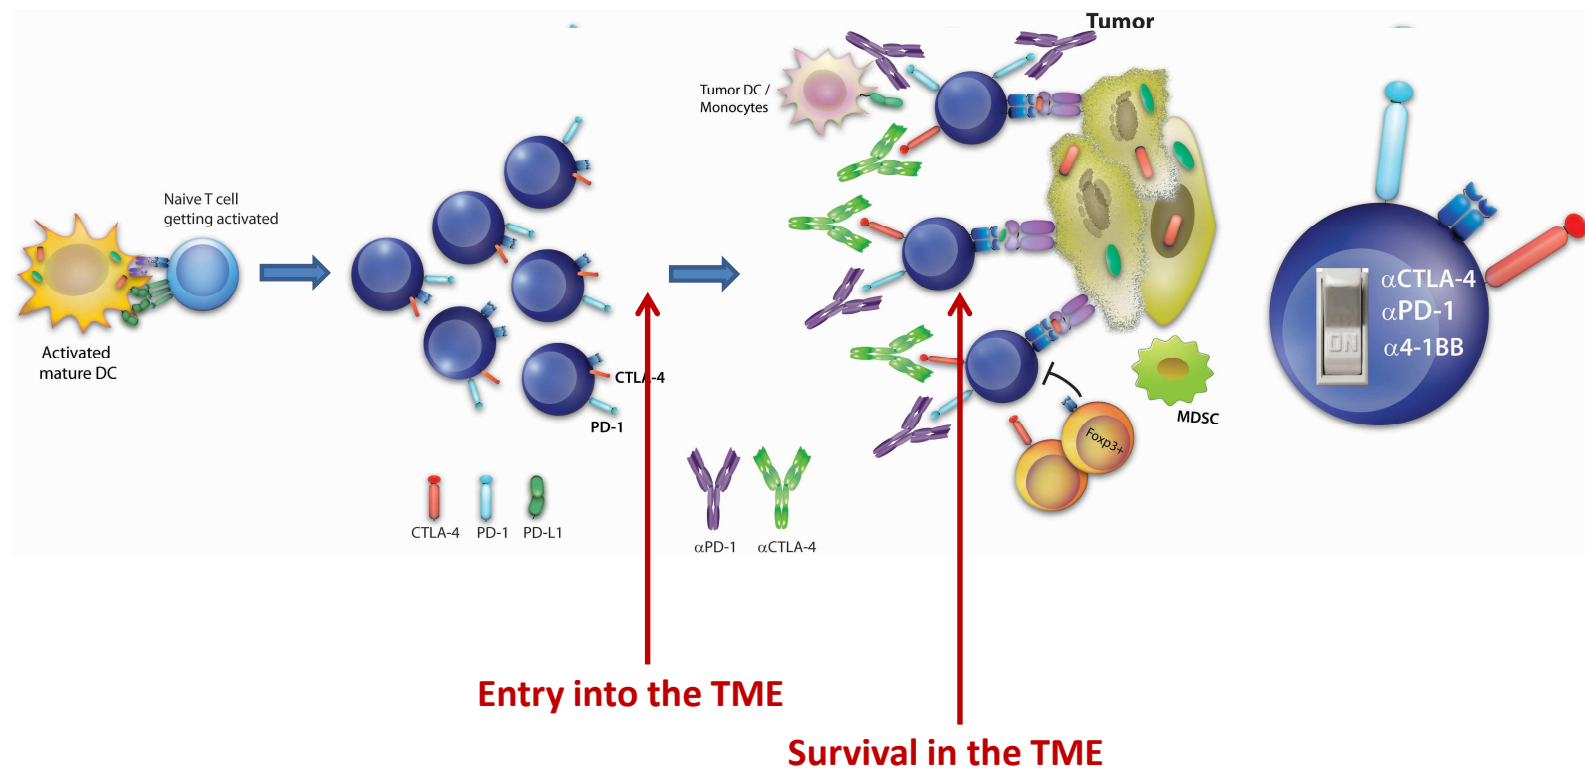 Tumor
Tumor DC /
Monocytes
Naive T cell
getting activated
Activated
mature DC
CTLA-4
PD-1
CTLA-4
PD-1
PD-L1
αPD-1
αCTLA-4
Foxp3+
MDSC
αCTLA-4
αPD-1
α4-1BB
ON
Entry into the TME
Survival in the TME